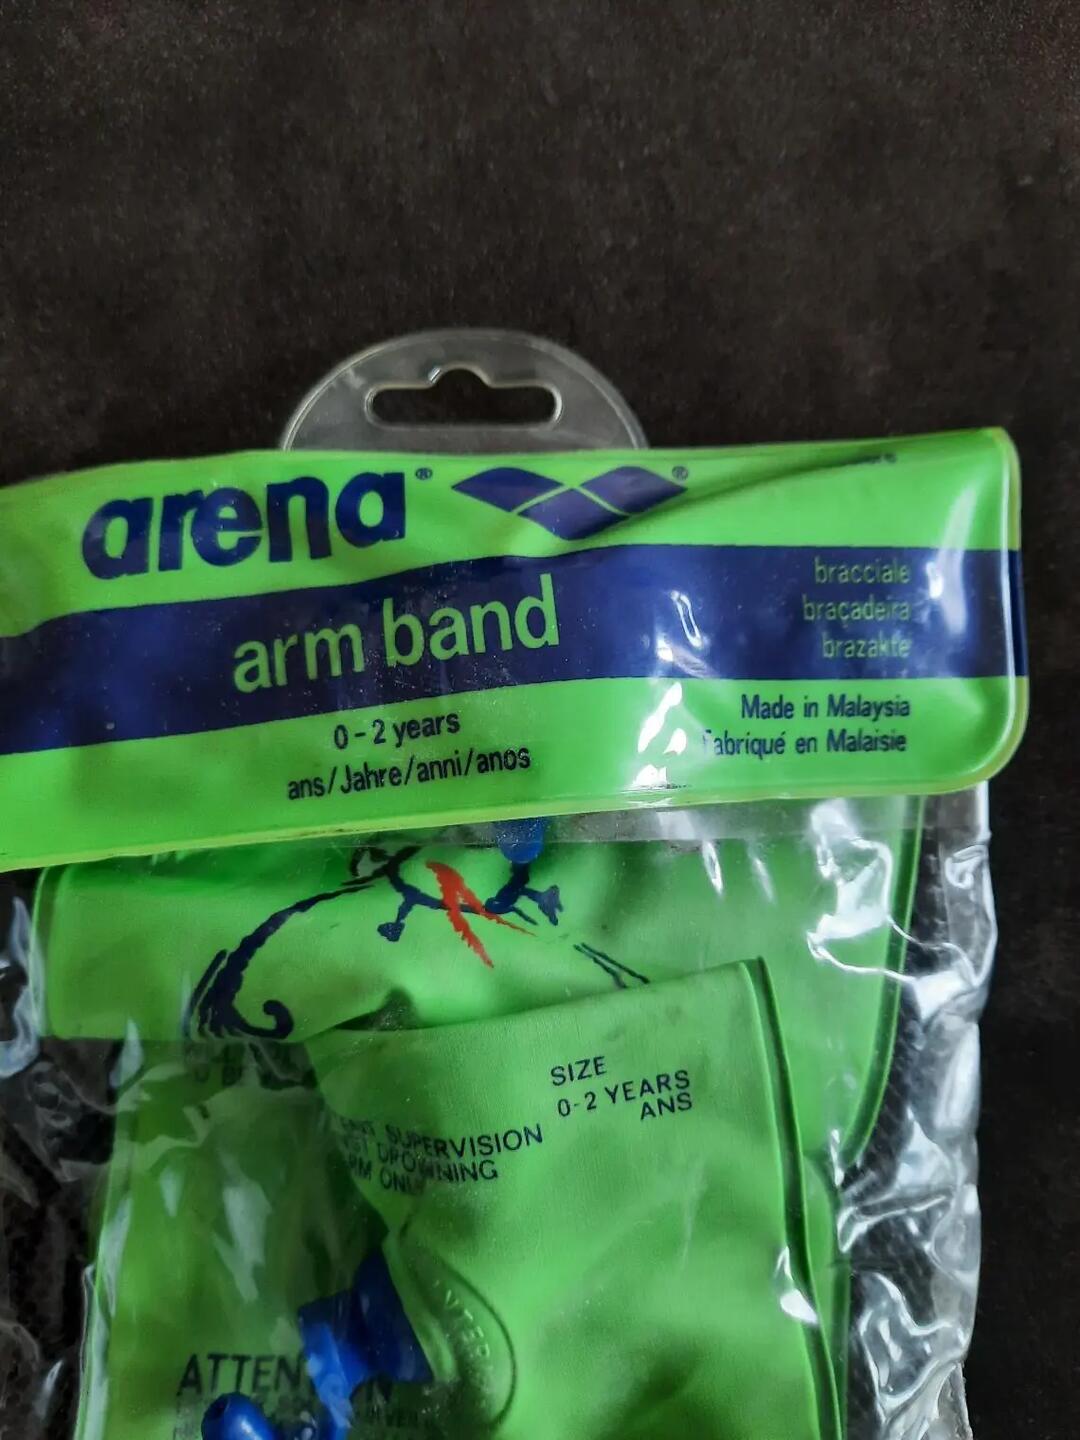 arena® ®
arm band
bracciale
braçadeira
brazakte
0-2 years
ans/Jahre/anni/anos
Made in Malaysia
Fabriqué en Malaisie
SIZE
0-2 YEARS
ANS
SUPERVISION
DROWNING